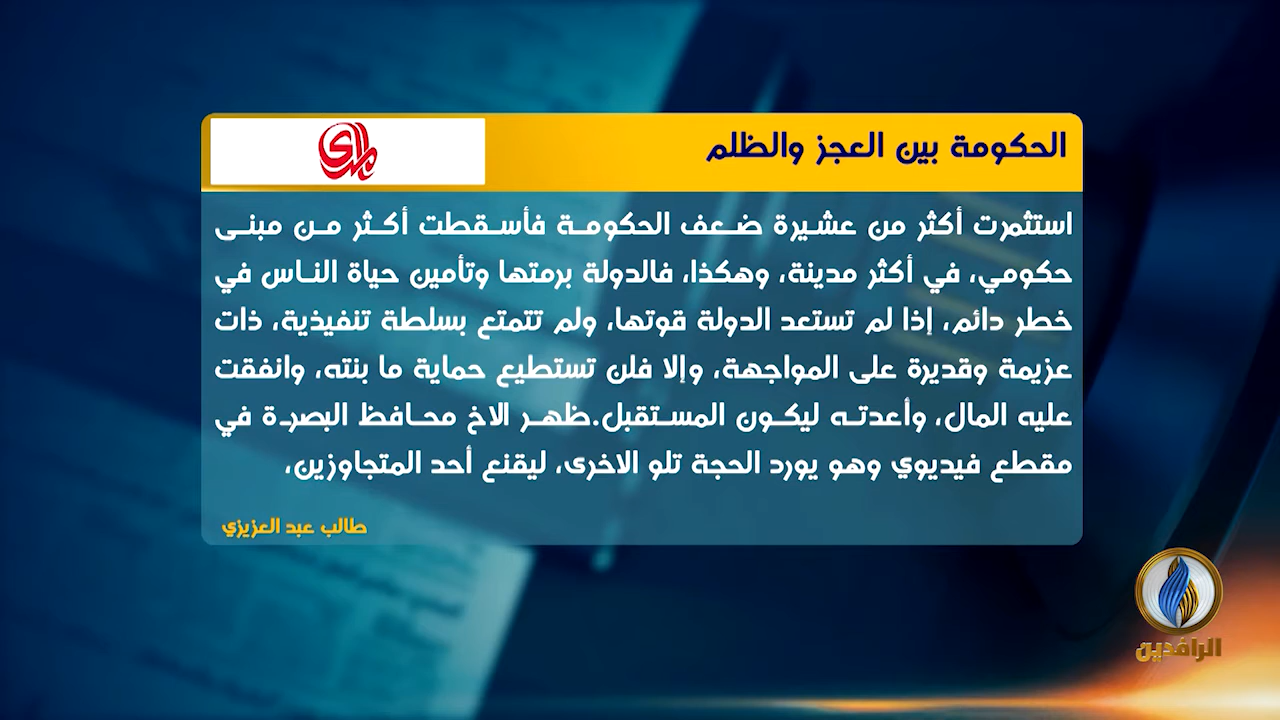 الحكومة بين العجز والظلم
المدى
استثمرت أكثر من عشيرة ضعف الحكومة فأسقطت أكثر من مبنى
حكومي، في أكثر مدينة، وهكذا، فالدولة برمتها وتأمين حياة الناس في
خطر دائم، إذا لم تستعد الدولة قوتها، ولم تتمتع بسلطة تنفيذية، ذات
عزيمة وقديرة على المواجهة، وإلا فلن تستطيع حماية ما بنته، وانفقت
عليه المال، وأعدته ليكون المستقبل.ظهر الاخ محافظ البصرة في
مقطع فيديوي وهو يورد الحجة تلو الاخرى، ليقنع أحد المتجاوزين،
طالب عبد العزيزي
الرافدين